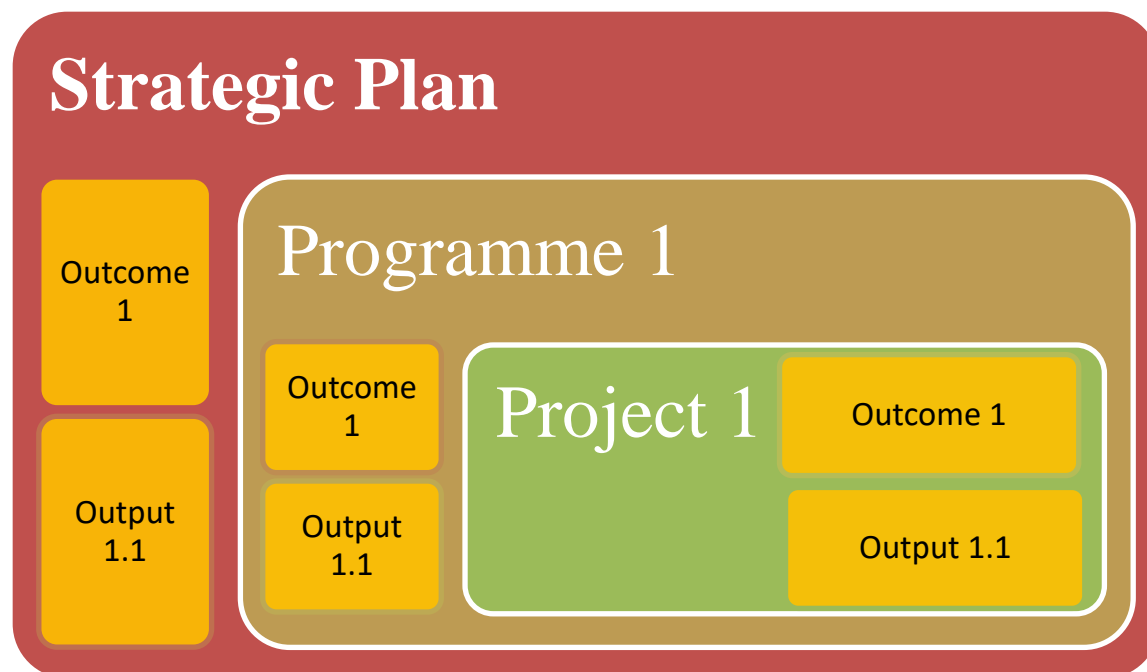 Strategic Plan
Outcome
1
Output
1.1
Programme 1
Outcome
1
Output
1.1
Project 1
Outcome 1
Output 1.1